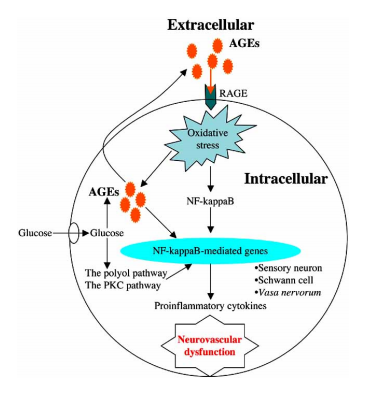 Extracellular
AGEs
RAGE
Oxidative
stress
Intracellular
AGEs
NF-kappaB
Glucose
Glucose
NF-kappaB-mediated genes
The polyol pathway
The PKC pathway
•Sensory neuron
•Schwann cell
•Vasa nervorum
Proinflammatory cytokines
Neurovascular
dysfunction